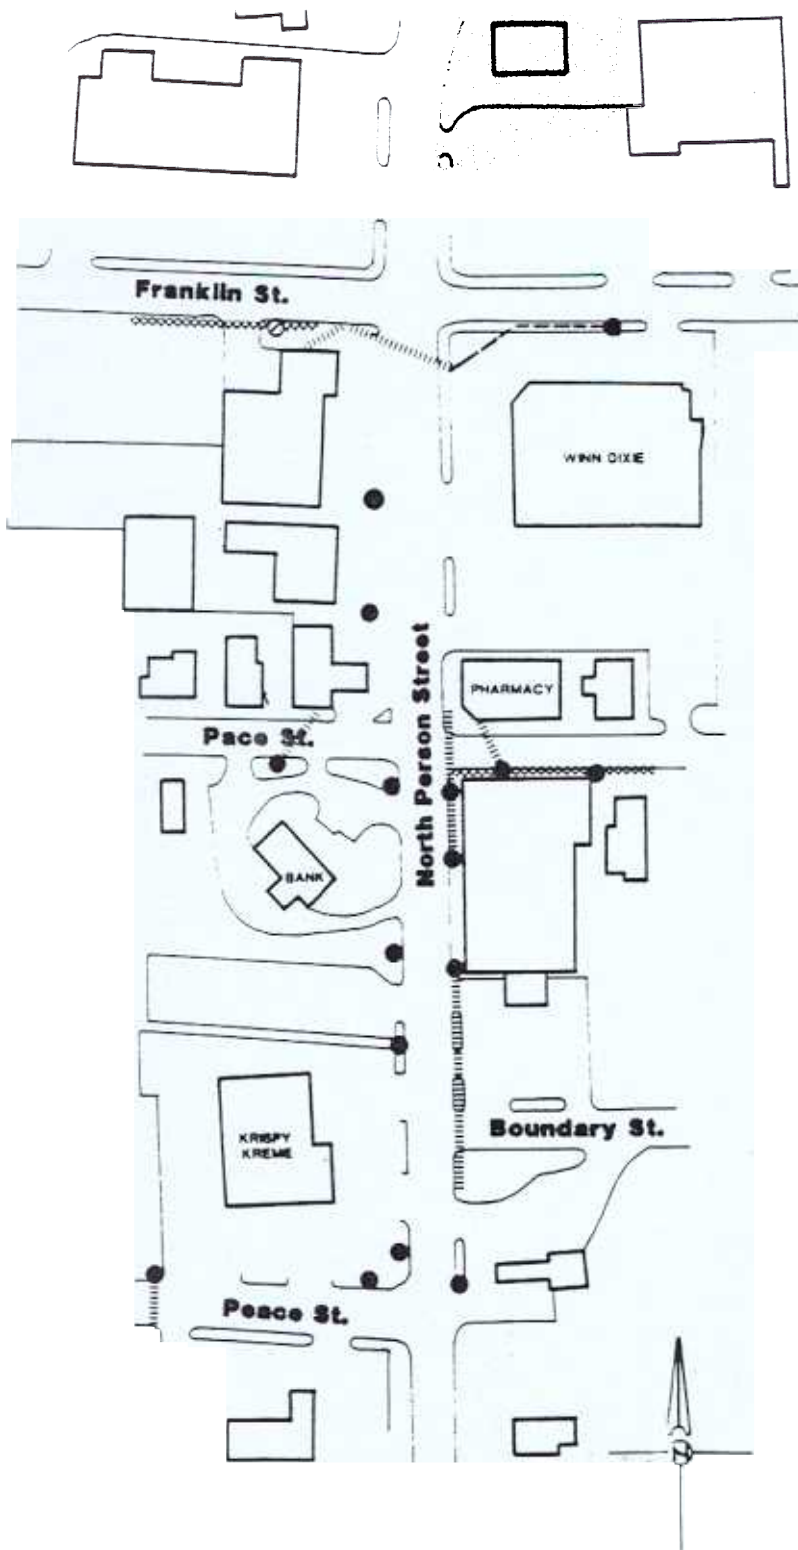 Franklin St.
WINN DIXIE
North Person Street
PHARMACY
Pace St.
BANK
Boundary St.
KRISPY
KREME
Peace St.
N